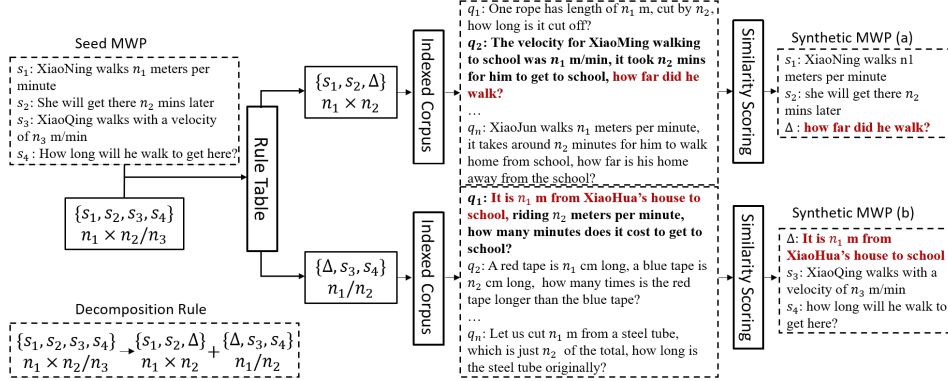 Seed MWP
s₁: XiaoNing walks n₁ meters per
minute
s₂: She will get there n₂ mins later
s₃: XiaoQing walks with a velocity
of n₃ m/min
s₄: How long will he walk to get here?
{s₁, s₂, s₃, s₄}
n₁ × n₂/n₃
Decomposition Rule
{s₁, s₂, s₃, s₄} → {s₁, s₂, Δ} + {Δ, s₃, s₄}
n₁ × n₂/n₃ n₁ × n₂ n₁/n₂
Rule Table
{s₁, s₂, Δ}
n₁ × n₂
{Δ, s₃, s₄}
n₁/n₂
Indexed Corpus
q₁: One rope has length of n₁ m, cut by n₂,
how long is it cut off?
q₂: The velocity for XiaoMing walking
to school was n₁ m/min, it took n₂ mins
for him to get to school, how far did he
walk?
...
qₙ: XiaoJun walks n₁ meters per minute,
it takes around n₂ minutes for him to walk
home from school, how far is his home
away from the school?
Similarity Scoring
Synthetic MWP (a)
s₁: XiaoNing walks n1
meters per minute
s₂: she will get there n₂
mins later
Δ : how far did he walk?
Indexed Corpus
q₁: It is n₁ m from XiaoHua's house to
school, riding n₂ meters per minute,
how many minutes does it cost to get to
school?
q₂: A red tape is n₁ cm long, a blue tape is
n₂ cm long, how many times is the red
tape longer than the blue tape?
...
qₙ: Let us cut n₁ m from a steel tube,
which is just n₂ of the total, how long is
the steel tube originally?
Similarity Scoring
Synthetic MWP (b)
Δ: It is n₁ m from
XiaoHua's house to school
s₃: XiaoQing walks with a
velocity of n₃ m/min
s₄: how long will he walk to
get here?